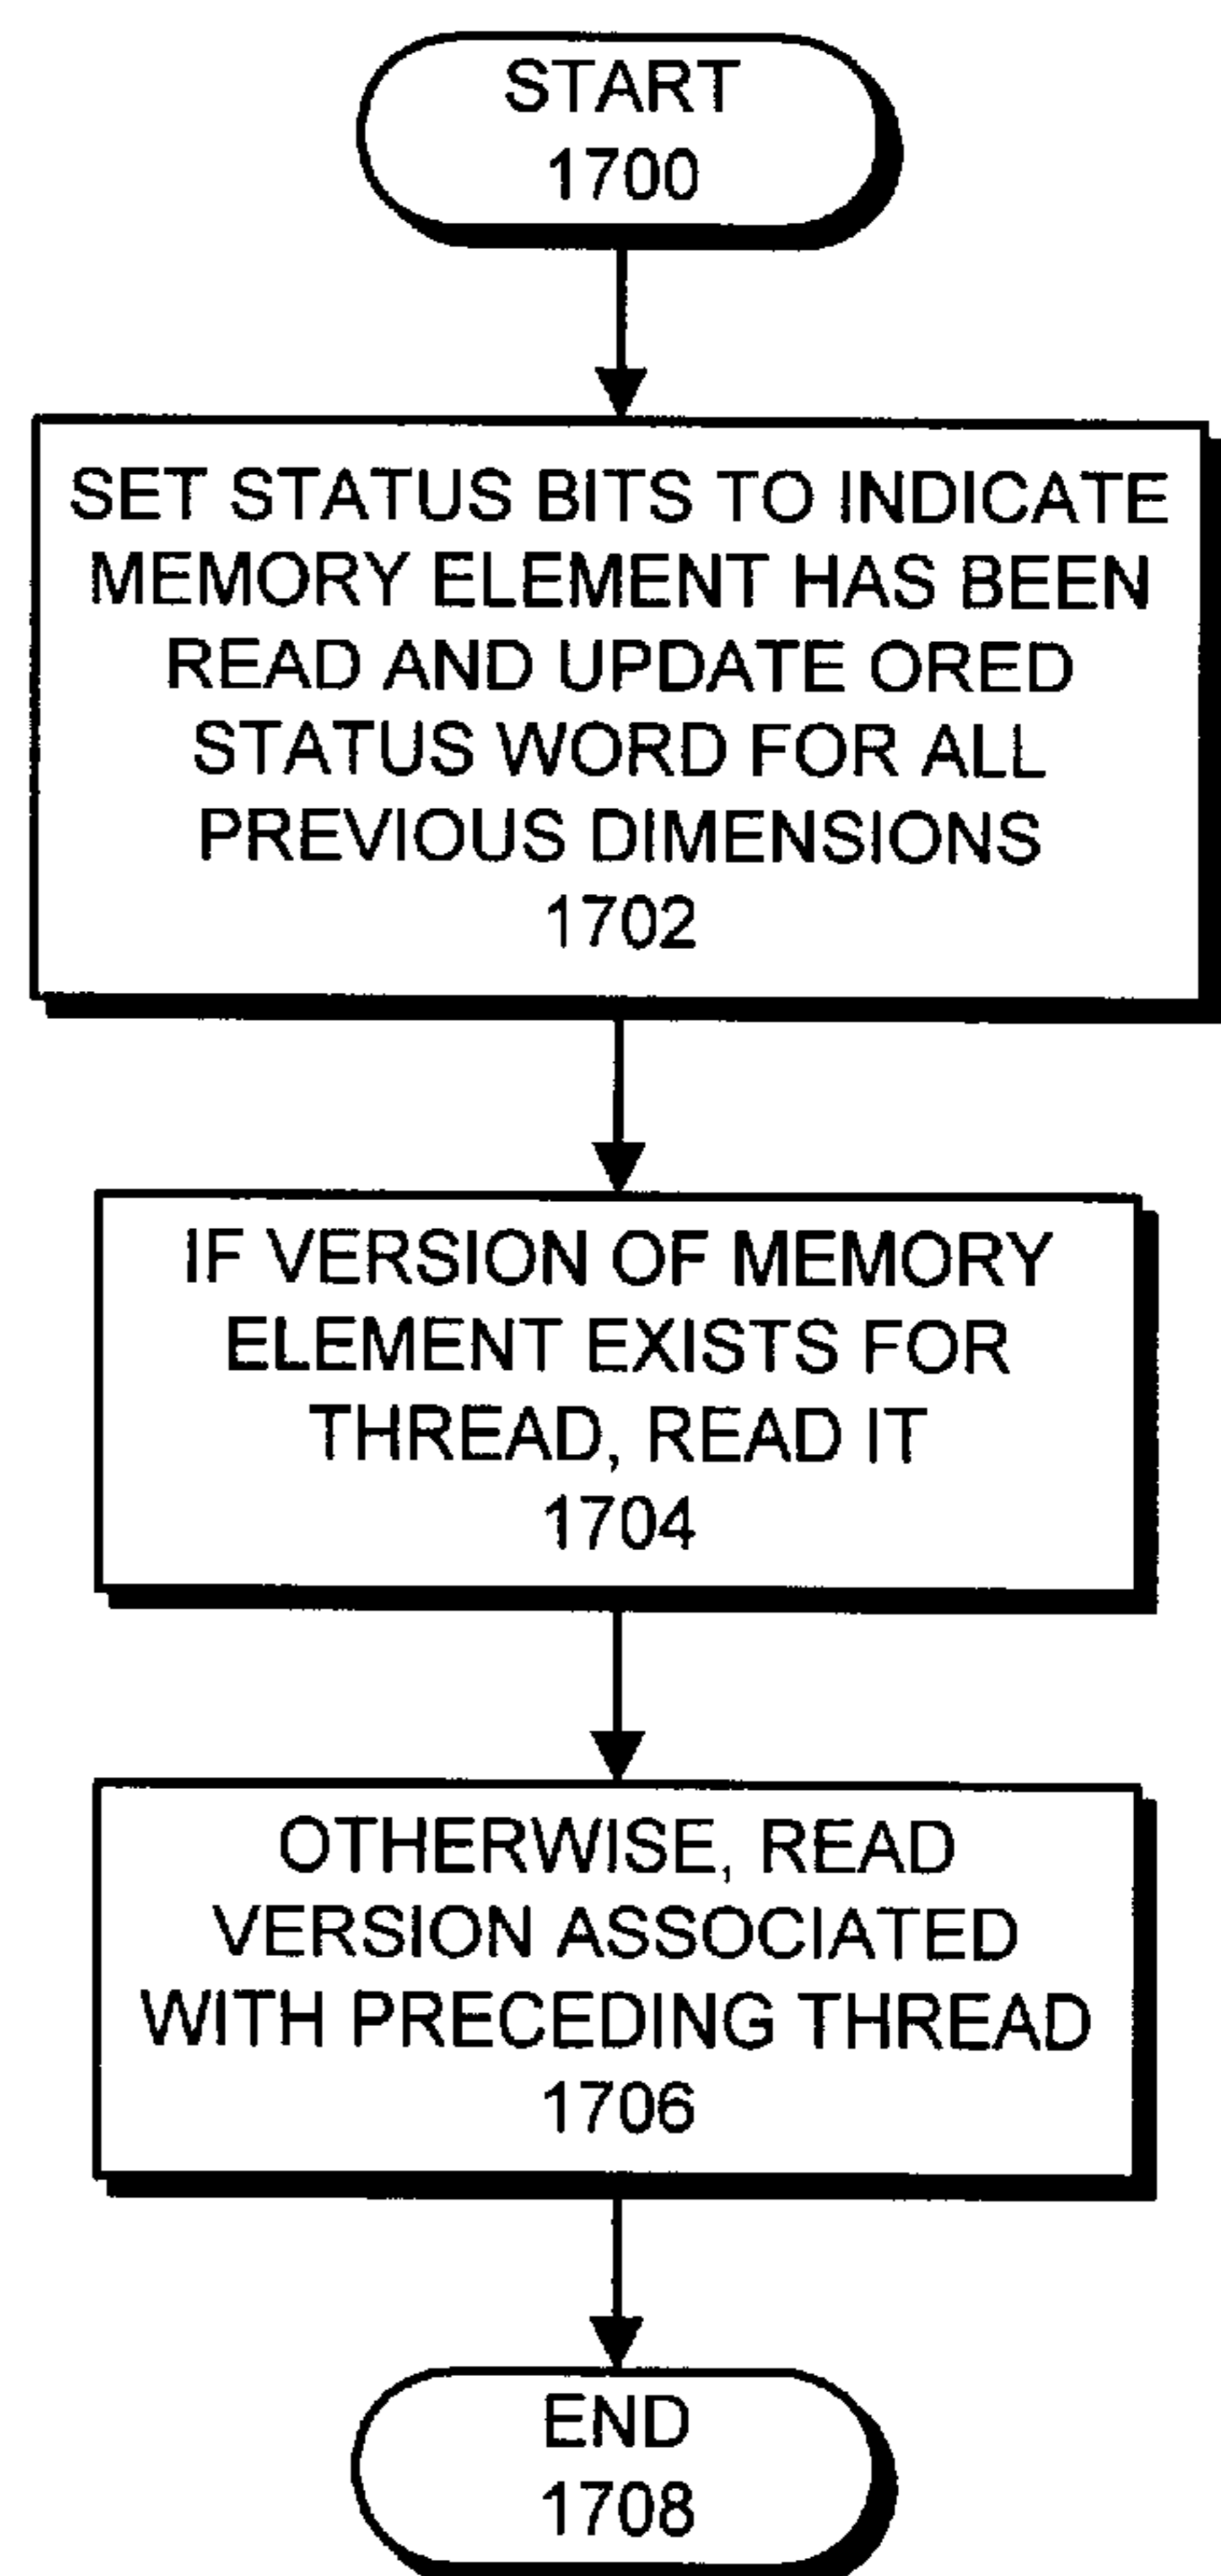 START
1700
SET STATUS BITS TO INDICATE
MEMORY ELEMENT HAS BEEN
READ AND UPDATE ORED
STATUS WORD FOR ALL
PREVIOUS DIMENSIONS
1702
IF VERSION OF MEMORY
ELEMENT EXISTS FOR
THREAD, READ IT
1704
OTHERWISE, READ
VERSION ASSOCIATED
WITH PRECEDING THREAD
1706
END
1708